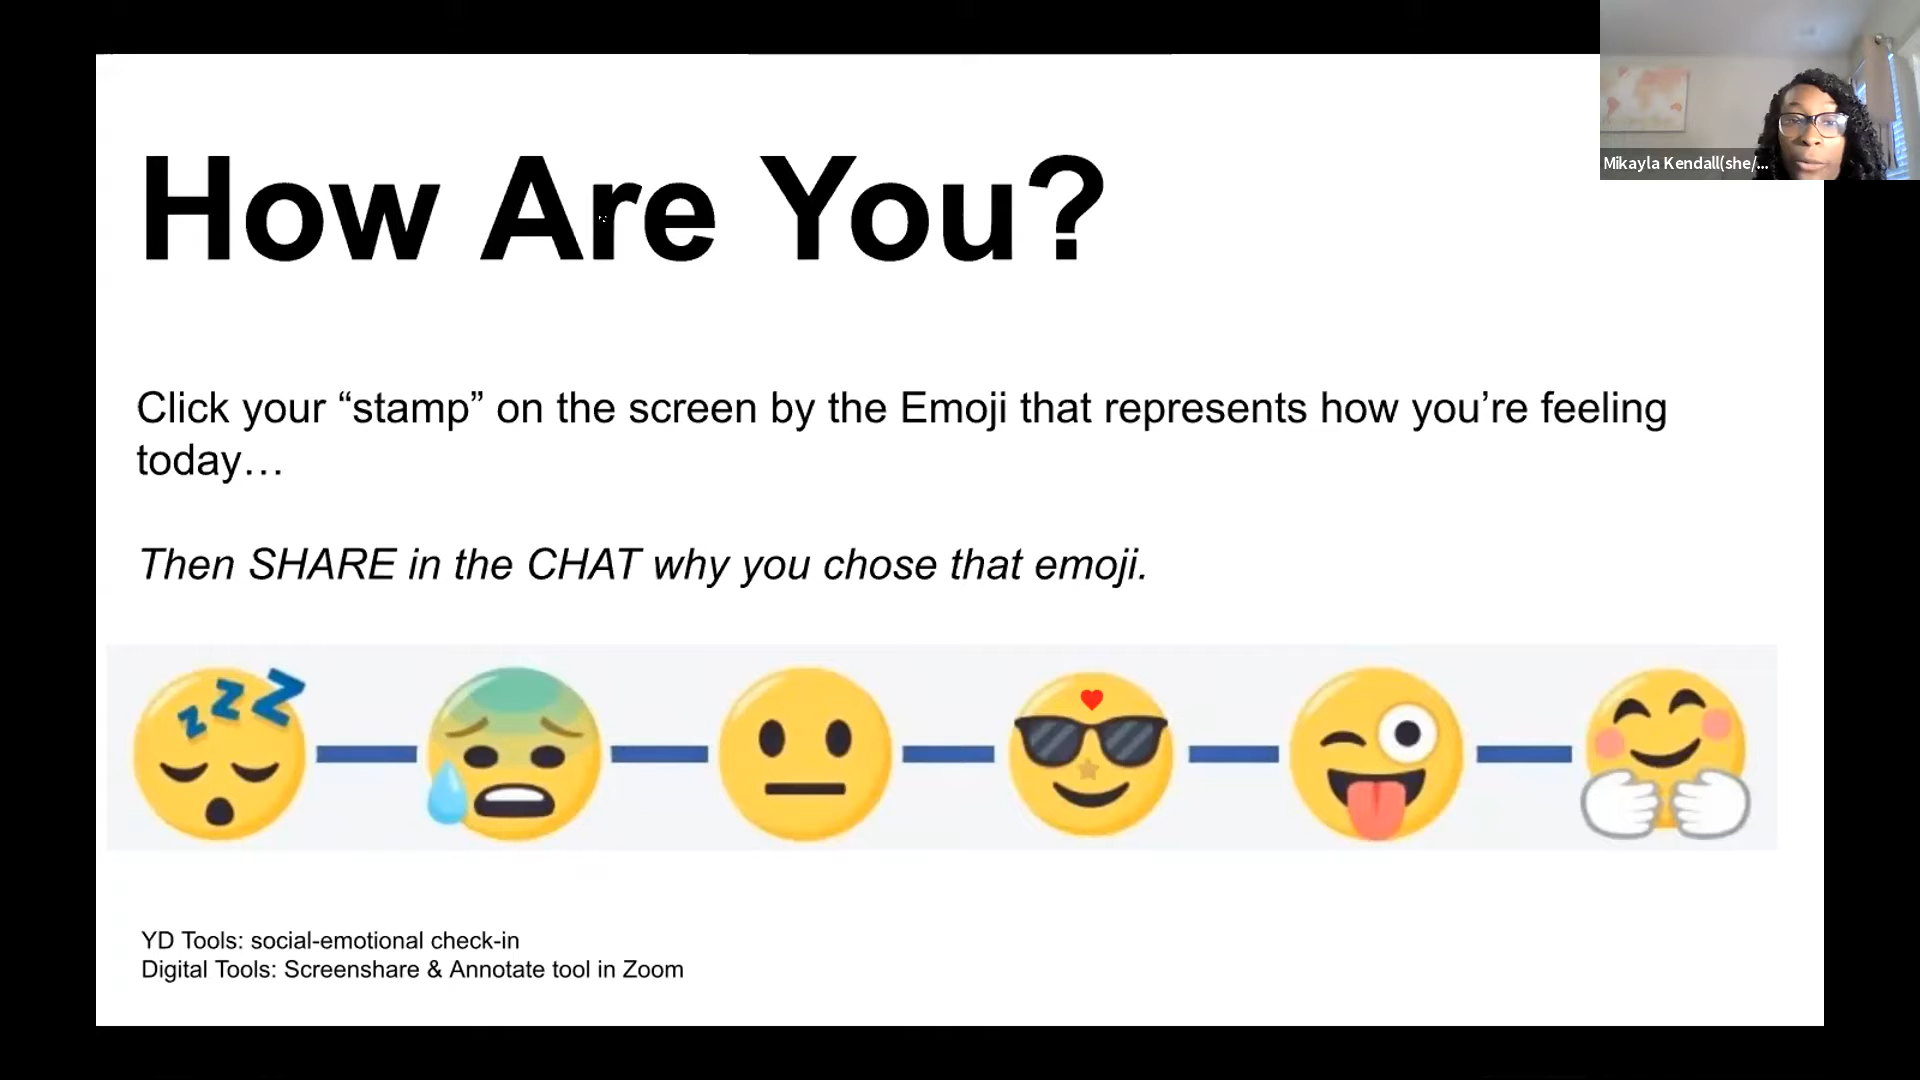 How Are You?
Mikayla Kendall(she/...
Click your “stamp” on the screen by the Emoji that represents how you’re feeling
today…
Then SHARE in the CHAT why you chose that emoji.
z z Z
YD Tools: social-emotional check-in
Digital Tools: Screenshare & Annotate tool in Zoom